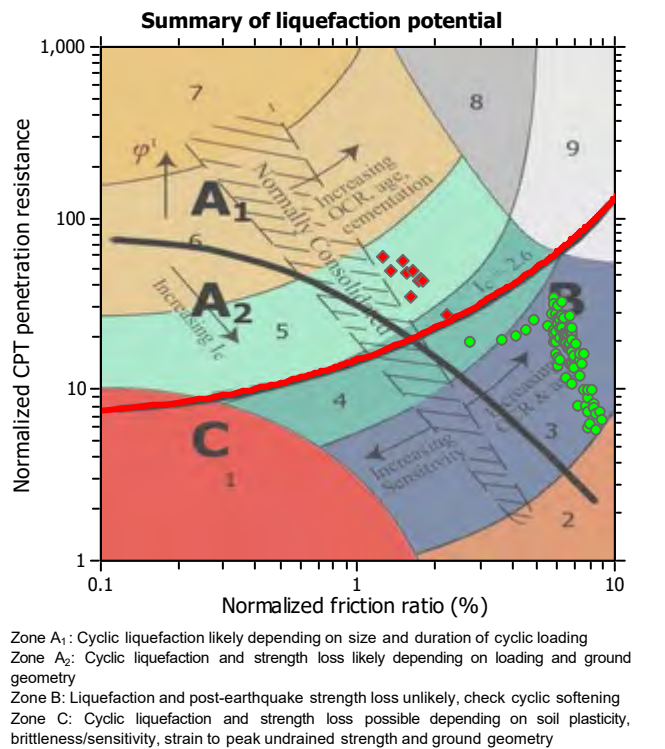 Summary of liquefaction potential
1,000
100
10
1
Normalized CPT penetration resistance
7
8
9
φ'
Increasing
OCR, age,
cementation
Normally Consolidated
A1
6
A2
Increasing Ic
5
Ic = 2.6
B
4
Increasing
OCR &
3
Increasing
Sensitivity
C
1
2
0.1
1
10
Normalized friction ratio (%)
Zone A1: Cyclic liquefaction likely depending on size and duration of cyclic loading
Zone A2: Cyclic liquefaction and strength loss likely depending on loading and ground
geometry
Zone B: Liquefaction and post-earthquake strength loss unlikely, check cyclic softening
Zone C: Cyclic liquefaction and strength loss possible depending on soil plasticity,
brittleness/sensitivity, strain to peak undrained strength and ground geometry